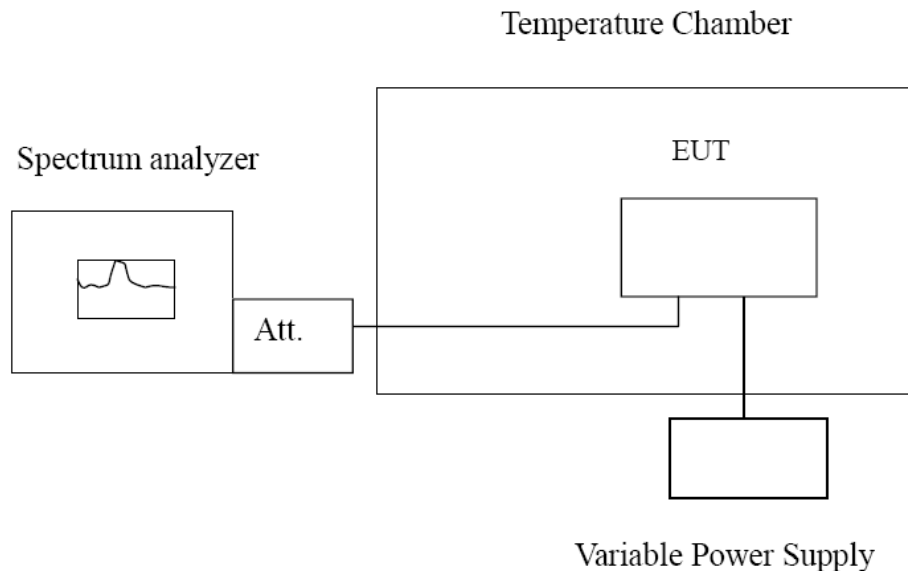 Temperature Chamber
Spectrum analyzer
EUT
Att.
Variable Power Supply